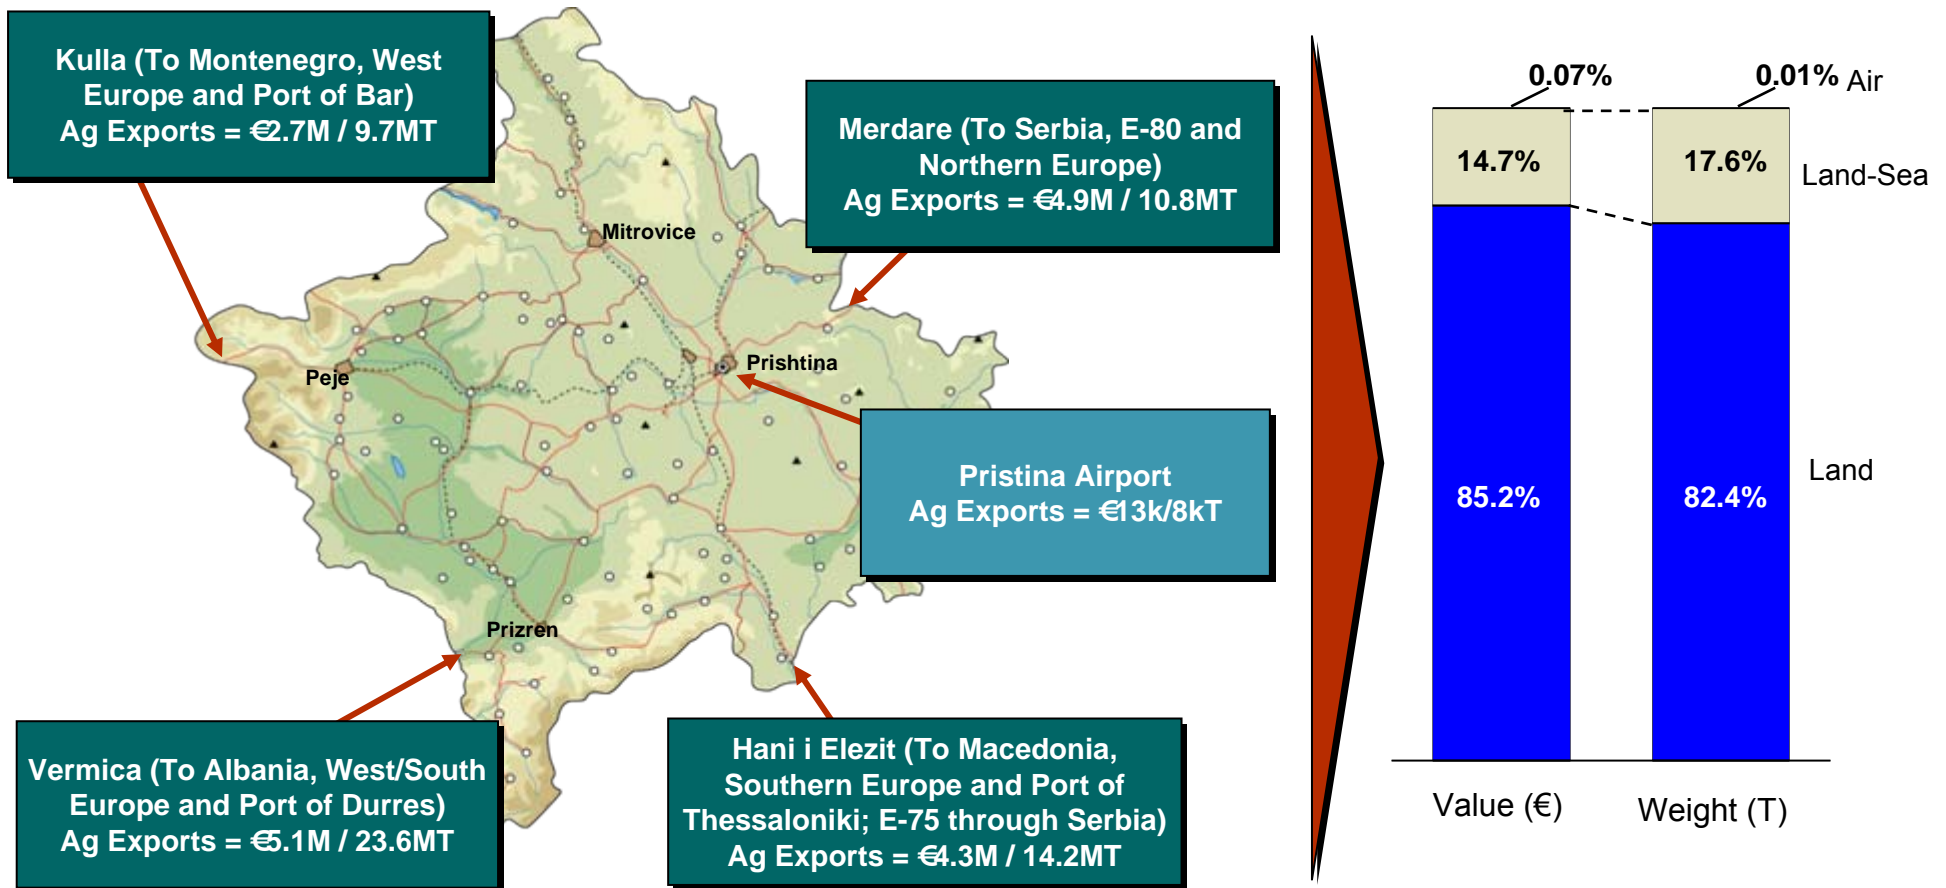 Kulla (To Montenegro, West
Europe and Port of Bar)
Ag Exports = €2.7M / 9.7MT
Merdare (To Serbia, E-80 and
Northern Europe)
Ag Exports = €4.9M / 10.8MT
Mitrovice
Prishtina
Peje
Pristina Airport
Ag Exports = €13k/8kT
Prizren
Vermica (To Albania, West/South
Europe and Port of Durres)
Ag Exports = €5.1M / 23.6MT
Hani i Elezit (To Macedonia,
Southern Europe and Port of
Thessaloniki; E-75 through Serbia)
Ag Exports = €4.3M / 14.2MT
0.07%
0.01% Air
14.7%
17.6%
Land-Sea
85.2%
82.4%
Land
Value (€)
Weight (T)